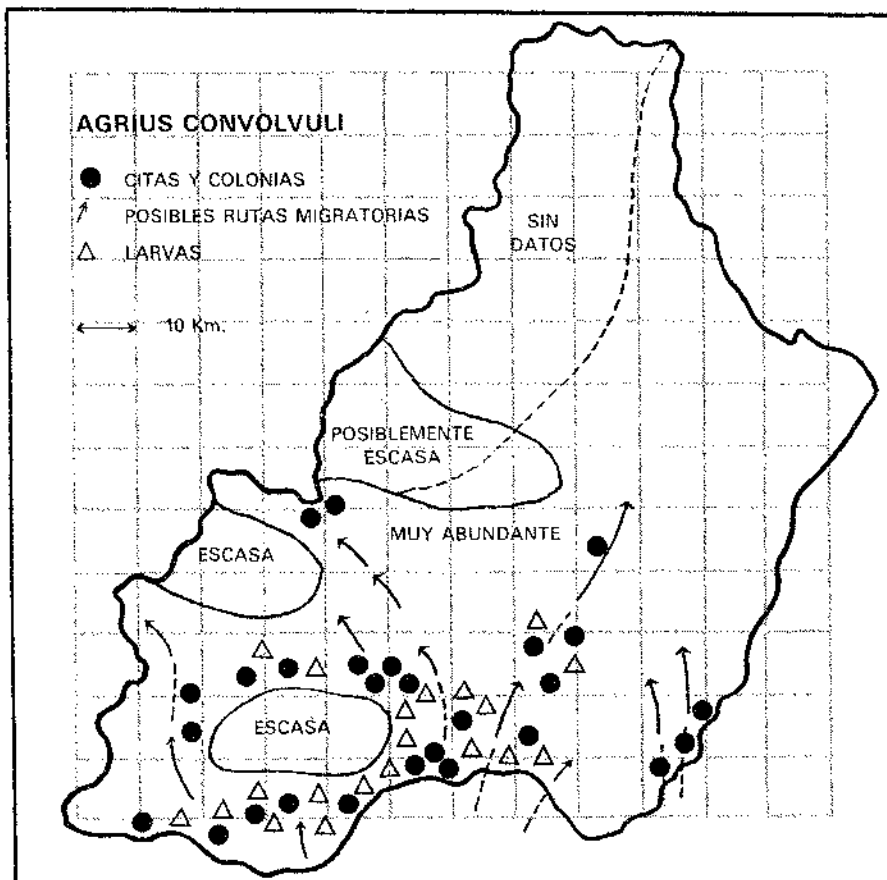 AGRIUS CONVOLVULI
CITAS Y COLONIAS
POSIBLES RUTAS MIGRATORIAS
LARVAS
10 Km.
SIN
DATOS
POSIBLEMENTE
ESCASA
MUY ABUNDANTE
ESCASA
ESCASA